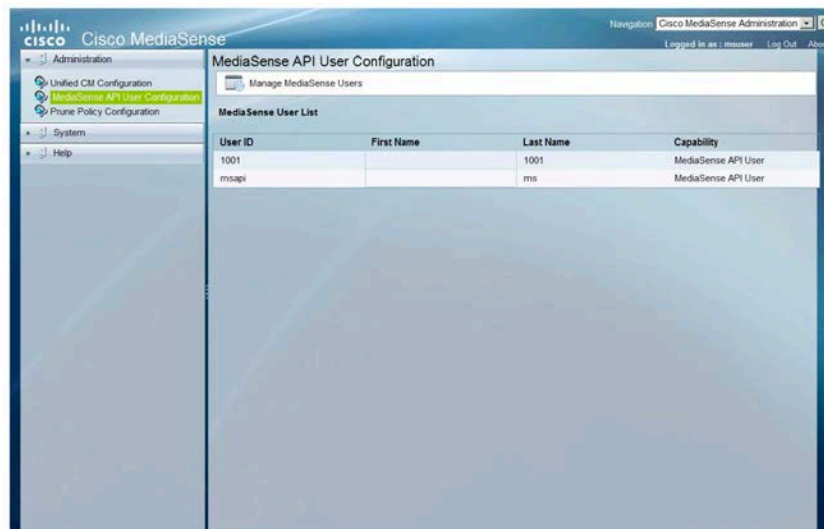 Navigation Cisco MediaSense Administration
CISCO Cisco MediaSense
Logged in as : msuser Log Out
Administration
Unified CM Configuration
MediaSense API User Configuration
Prune Policy Configuration
System
Help
MediaSense API User Configuration
Manage MediaSense Users
MediaSense User List
User ID First Name Last Name Capability
1001 1001 MediaSense API User
msapi ms MediaSense API User